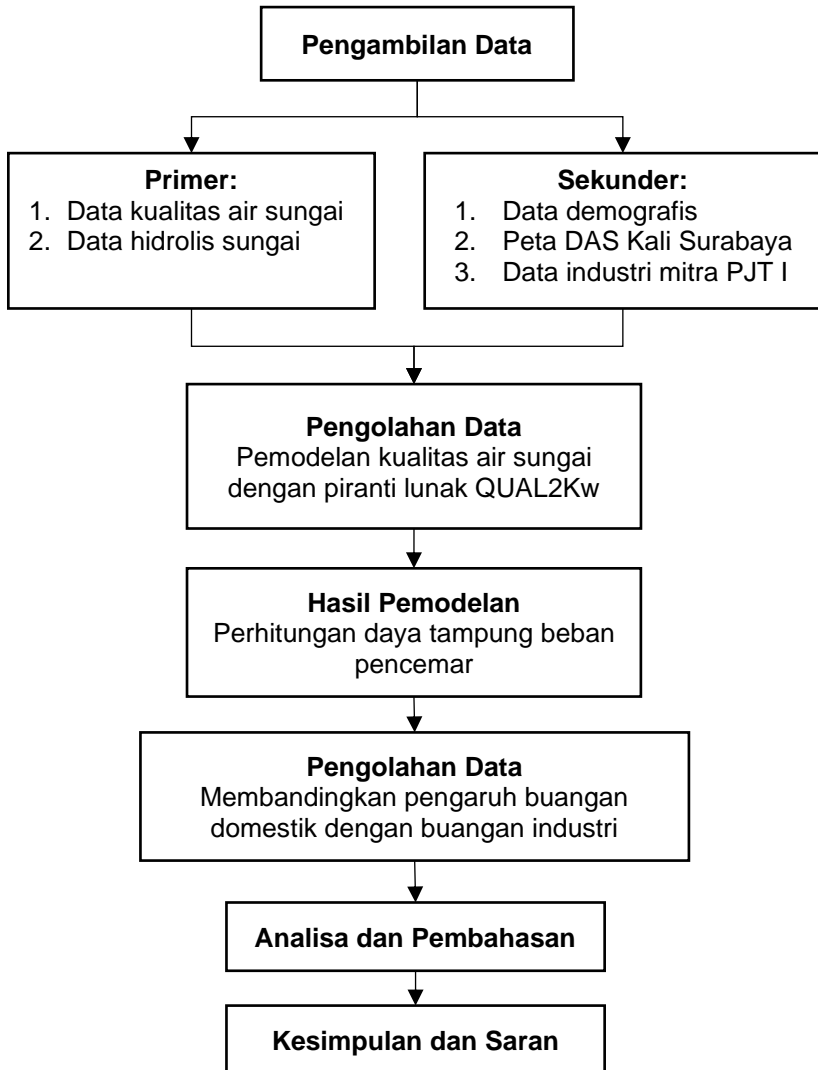 Pengambilan Data
Primer:
1. Data kualitas air sungai
2. Data hidrolis sungai
Sekunder:
1. Data demografis
2. Peta DAS Kali Surabaya
3. Data industri mitra PJT I
Pengolahan Data
Pemodelan kualitas air sungai
dengan piranti lunak QUAL2Kw
Hasil Pemodelan
Perhitungan daya tampung beban
pencemar
Pengolahan Data
Membandingkan pengaruh buangan
domestik dengan buangan industri
Analisa dan Pembahasan
Kesimpulan dan Saran